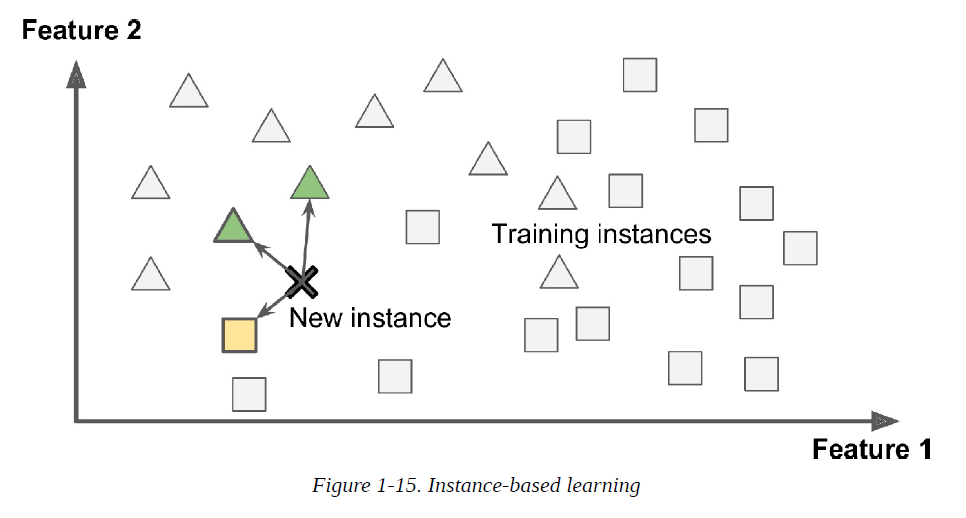 Feature 2
Training instances
New instance
Feature 1
Figure 1-15. Instance-based learning